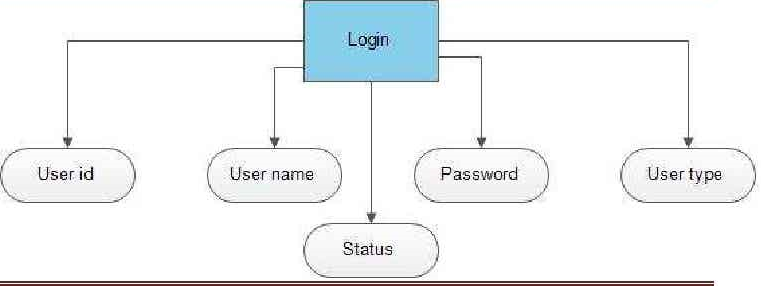 Login
User id
User name
Password
User type
Status